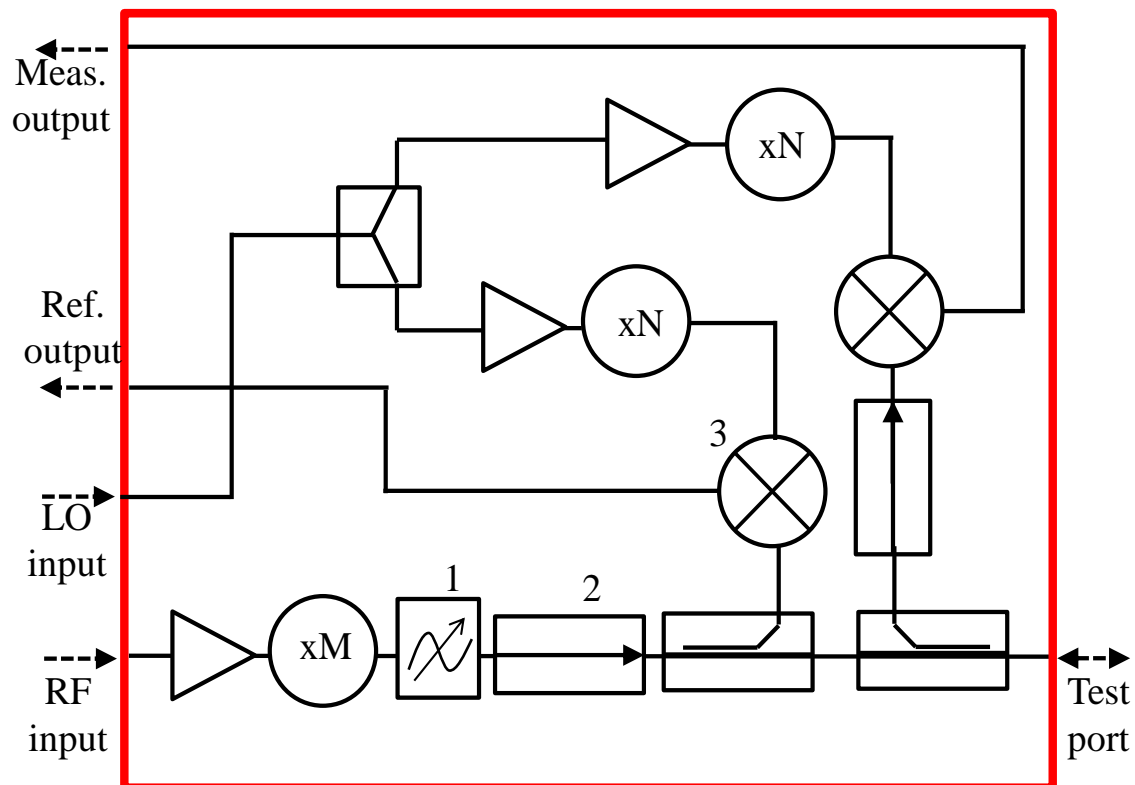 Meas.
output
xN
Ref.
output
xN
3
LO
input
1
2
xM
RF
input
Test
port